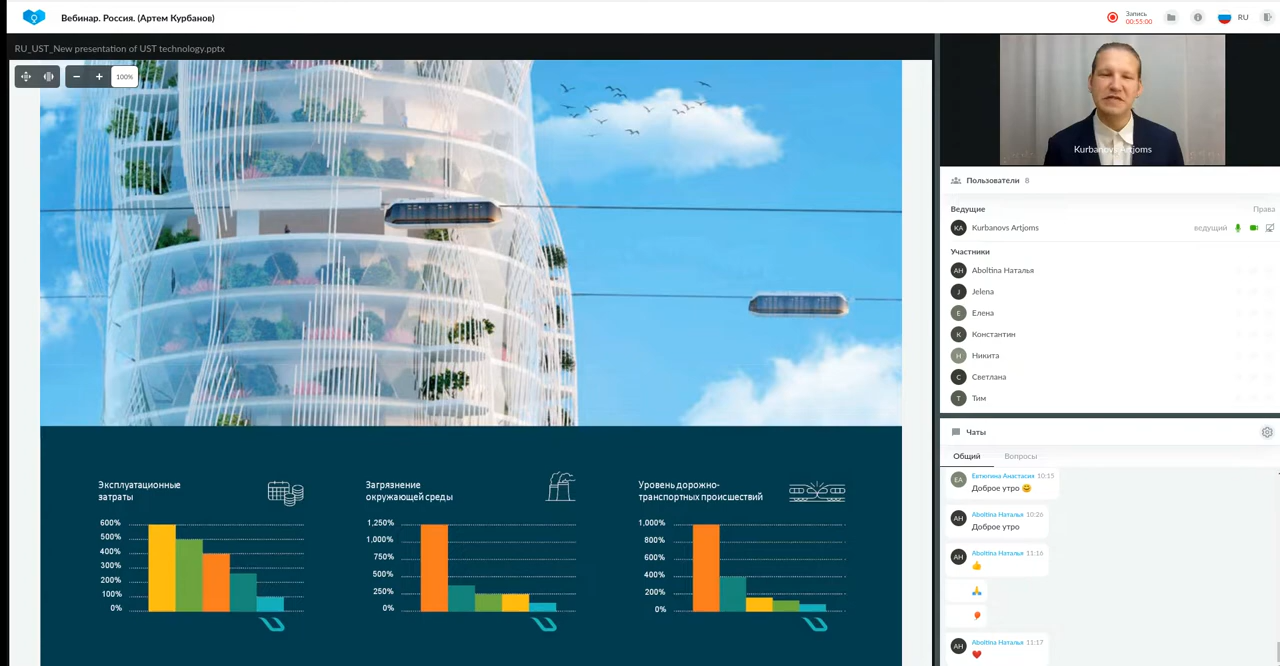 Вебинар. Россия. (Артем Курбанов)
Запись
00:55:00
RU
RU_UST_New presentation of UST technology.pptx
100%
Kurbanovs Artjoms
Пользователи 8
Ведущие Права
KA Kurbanovs Artjoms ведущий
Участники
АН Aboltina Наталья
J Jelena
Е Елена
К Константин
Н Никита
С Светлана
Т Тим
Чаты
Общий Вопросы
ЕА Евтюгина Анастасия 10:15
Доброе утро 😄
АН Aboltina Наталья 10:26
Доброе утро
АН Aboltina Наталья 11:16
👍
🙏
🎈
АН Aboltina Наталья 11:17
❤️
Эксплуатационные
затраты
600%
500%
400%
300%
200%
100%
0%
Загрязнение
окружающей среды
1,250%
1,000%
750%
500%
250%
0%
Уровень дорожно-
транспортных происшествий
1,000%
800%
600%
400%
200%
0%